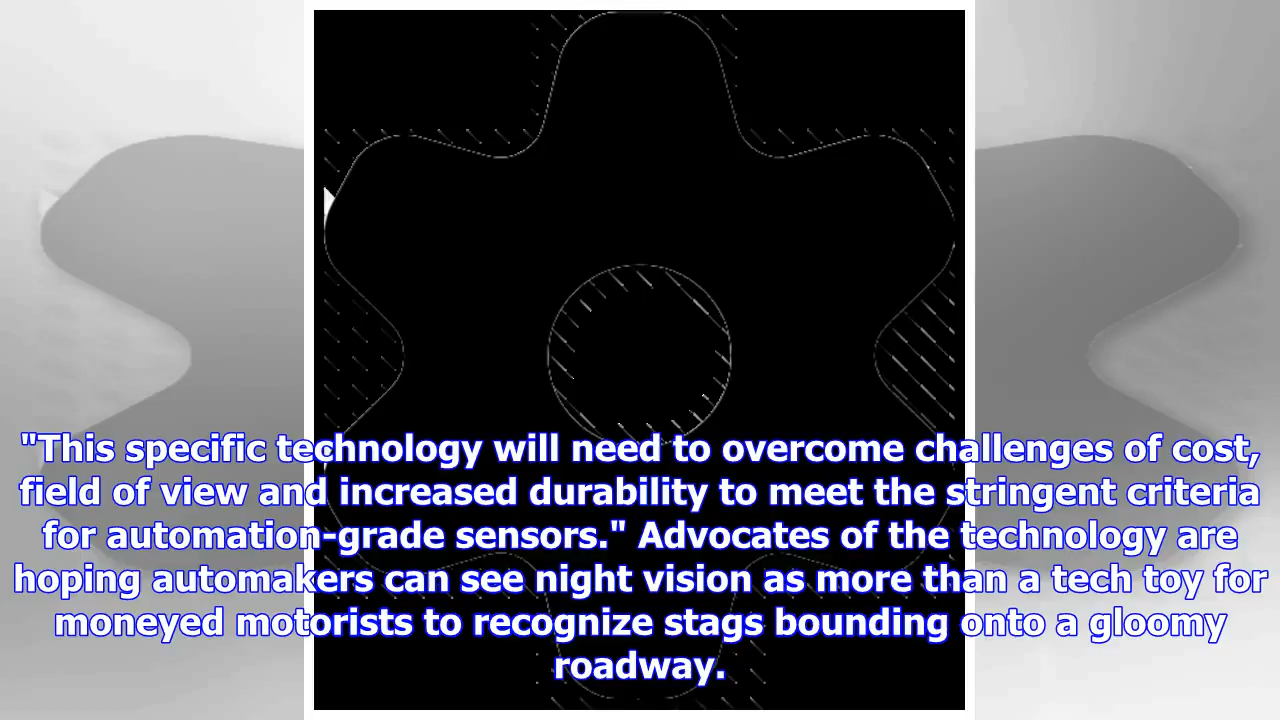 "This specific technology will need to overcome challenges of cost,
field of view and increased durability to meet the stringent criteria
for automation-grade sensors." Advocates of the technology are
hoping automakers can see night vision as more than a tech toy for
moneyed motorists to recognize stags bounding onto a gloomy
roadway.